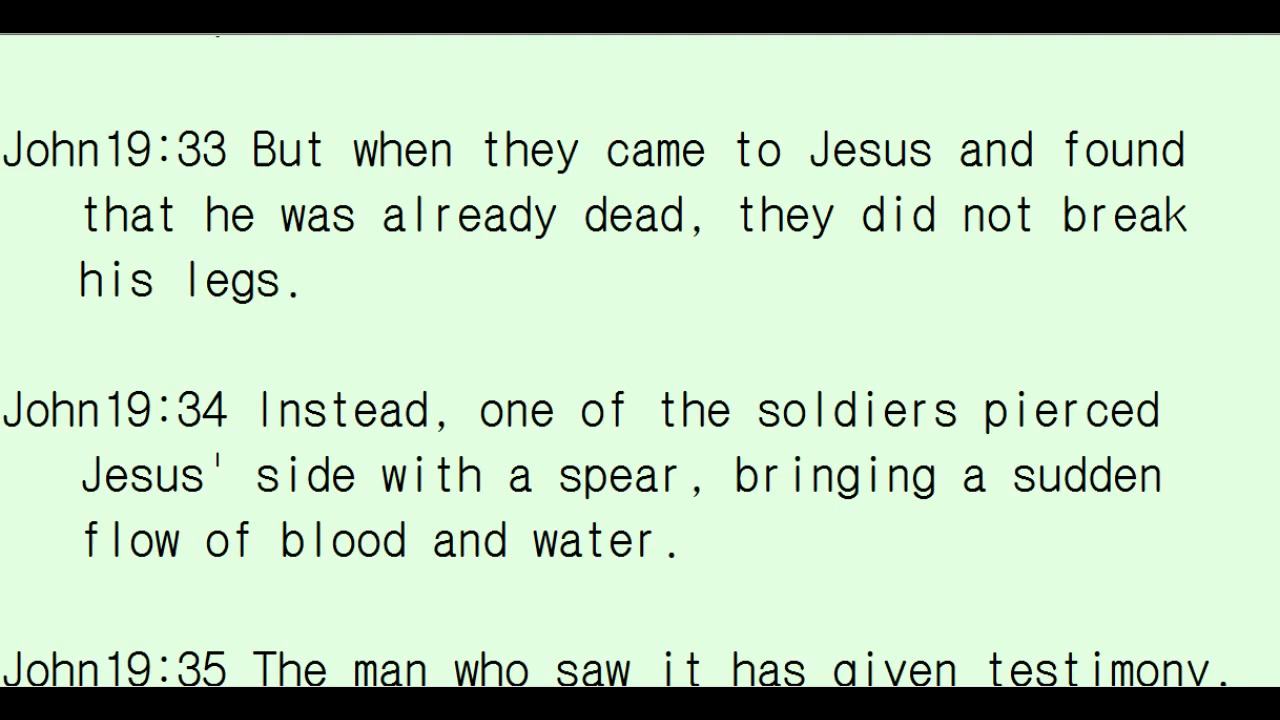 John19:33 But when they came to Jesus and found
that he was already dead, they did not break
his legs.
John19:34 Instead, one of the soldiers pierced
Jesus' side with a spear, bringing a sudden
flow of blood and water.
John19:35 The man who saw it has given testimony,